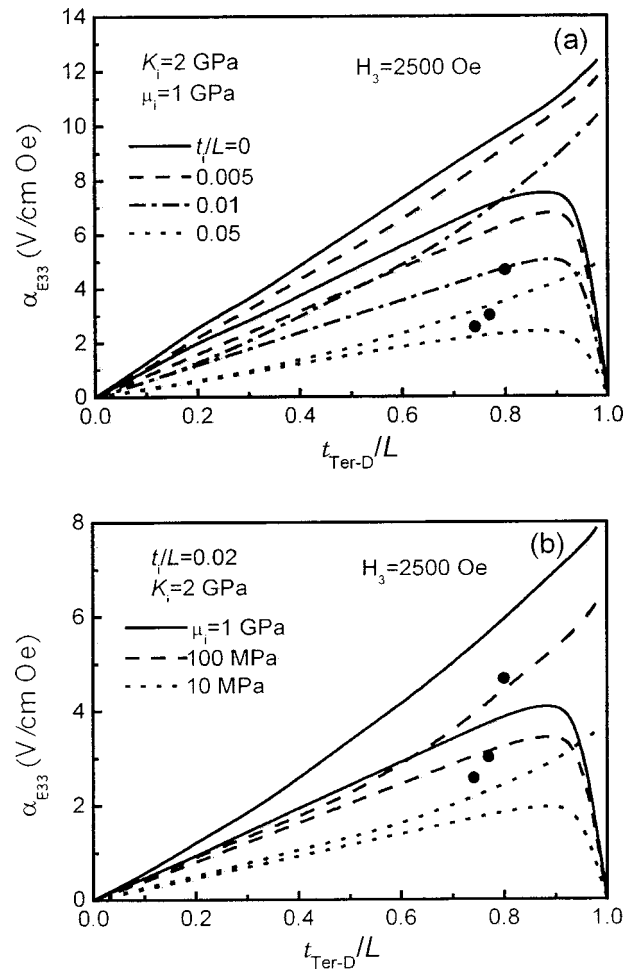 (a)
K_i=2 GPa
H_3=2500 Oe
μ_i=1 GPa
t_i/L=0
0.005
0.01
0.05
α_E33 (V/cm Oe)
14
12
10
8
6
4
2
0
0.0 0.2 0.4 0.6 0.8 1.0
t_Ter-D/L
(b)
t_i/L=0.02
H_3=2500 Oe
K_i=2 GPa
μ_i=1 GPa
100 MPa
10 MPa
α_E33 (V/cm Oe)
8
6
4
2
0
0.0 0.2 0.4 0.6 0.8 1.0
t_Ter-D/L